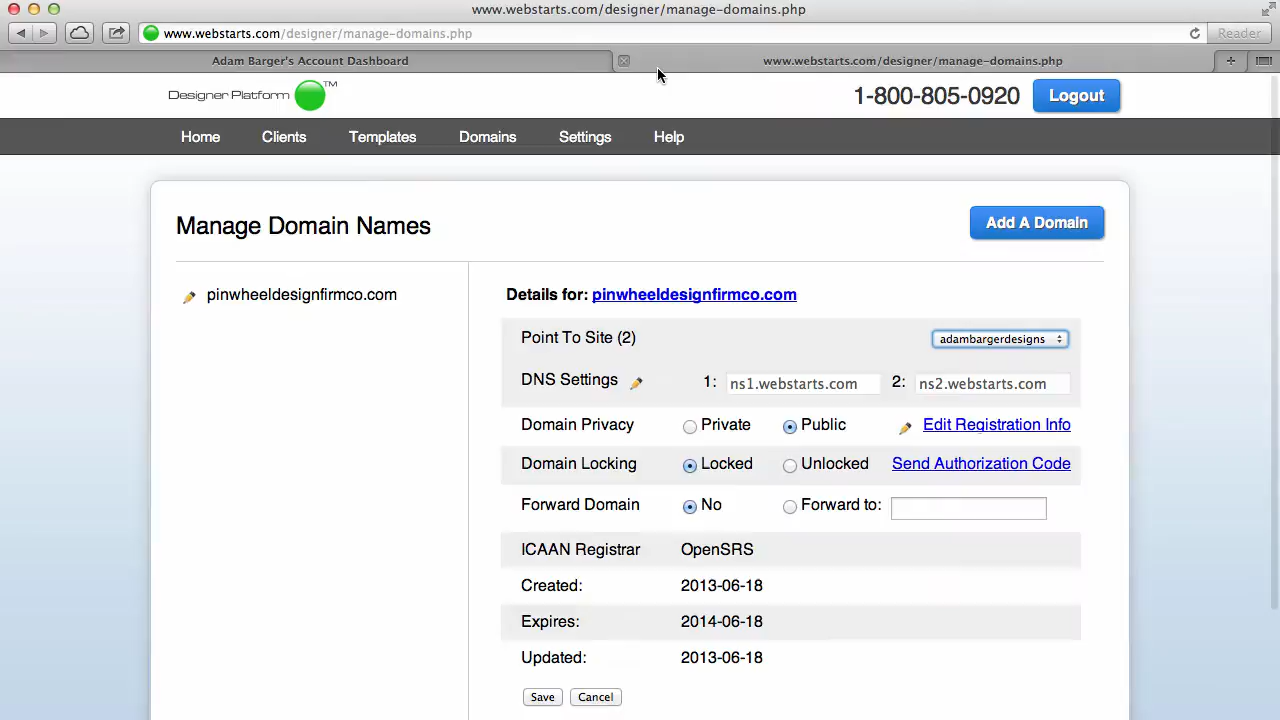 www.webstarts.com/designer/manage-domains.php
www.webstarts.com/designer/manage-domains.php
Reader
Adam Barger's Account Dashboard
www.webstarts.com/designer/manage-domains.php
Designer Platform TM
1-800-805-0920
Logout
Home Clients Templates Domains Settings Help
Manage Domain Names
Add A Domain
pinwheeldesignfirmco.com
Details for: pinwheeldesignfirmco.com
Point To Site (2) adambargerdesigns
DNS Settings 1: ns1.webstarts.com 2: ns2.webstarts.com
Domain Privacy Private Public Edit Registration Info
Domain Locking Locked Unlocked Send Authorization Code
Forward Domain No Forward to:
ICAAN Registrar OpenSRS
Created: 2013-06-18
Expires: 2014-06-18
Updated: 2013-06-18
Save Cancel